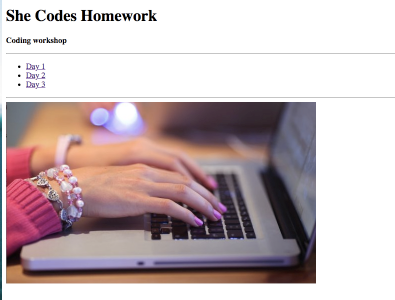 She Codes Homework
Coding workshop
Day 1
Day 2
Day 3